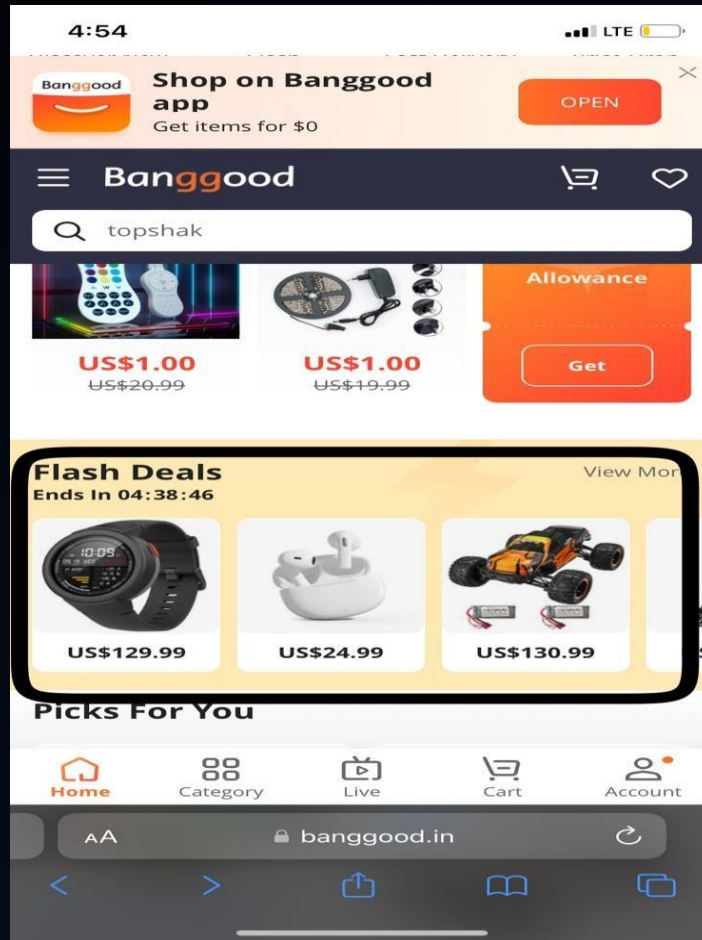 4:54
LTE
Banggood
Shop on Banggood
app
Get items for $0
OPEN
Banggood
topshak
Allowance
US$1.00
US$20.99
US$1.00
US$19.99
Get
Flash Deals
View Mor
Ends In 04:38:46
10:09
US$129.99
US$24.99
US$130.99
Picks For You
Home
Category
Live
Cart
Account
AA
banggood.in